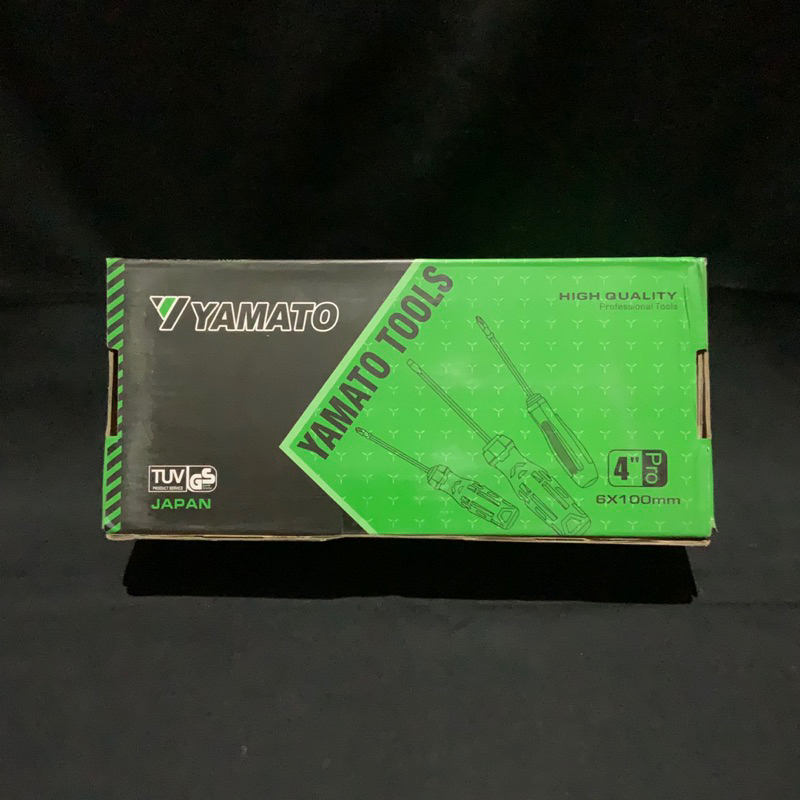 YAMATO
YAMATO TOOLS
HIGH QUALITY
Professional Tools
4" Pro
6X100mm
TUV GS
PRODUCT SERVICE
JAPAN